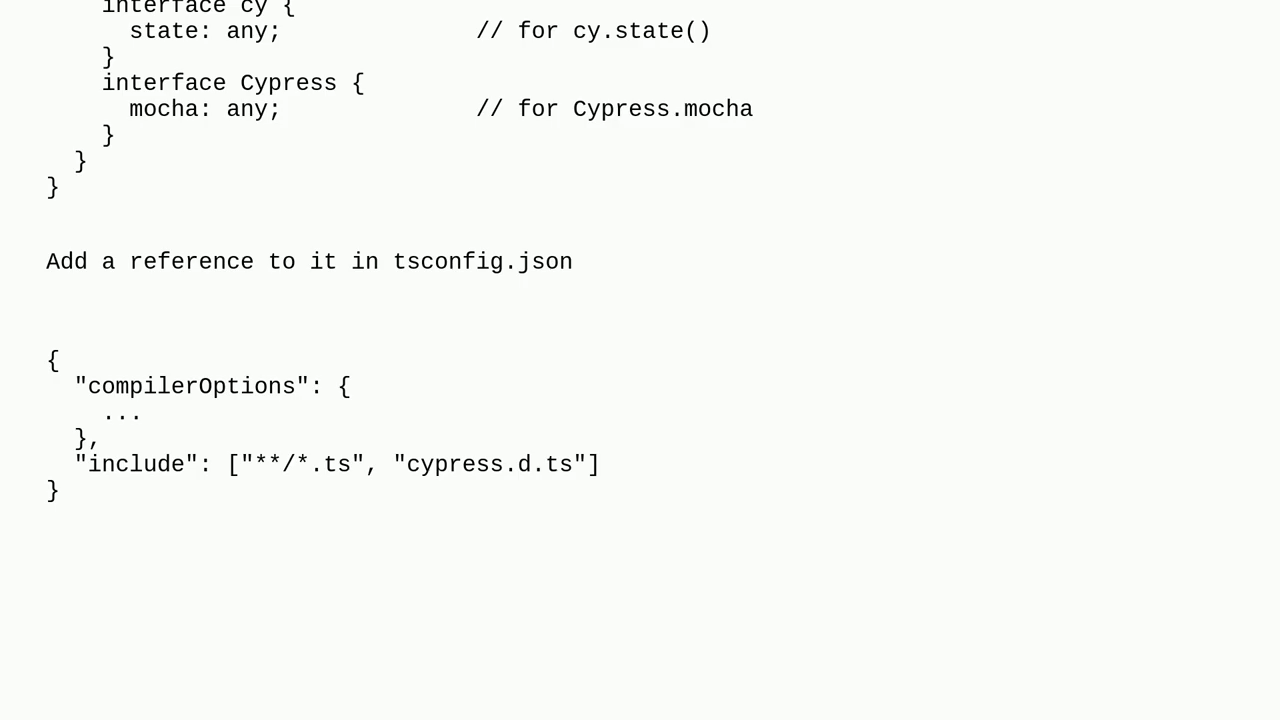 interface cy {
      state: any;              // for cy.state()
    }
    interface Cypress {
      mocha: any;              // for Cypress.mocha
    }
  }
}
Add a reference to it in tsconfig.json
{
  "compilerOptions": {
    ...
  },
  "include": ["**/*.ts", "cypress.d.ts"]
}